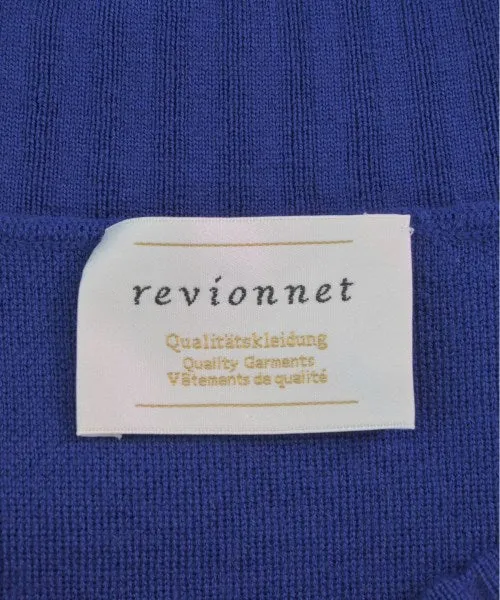 revionnet
Qualitätskleidung
Quality Garments
Vêtements de qualité